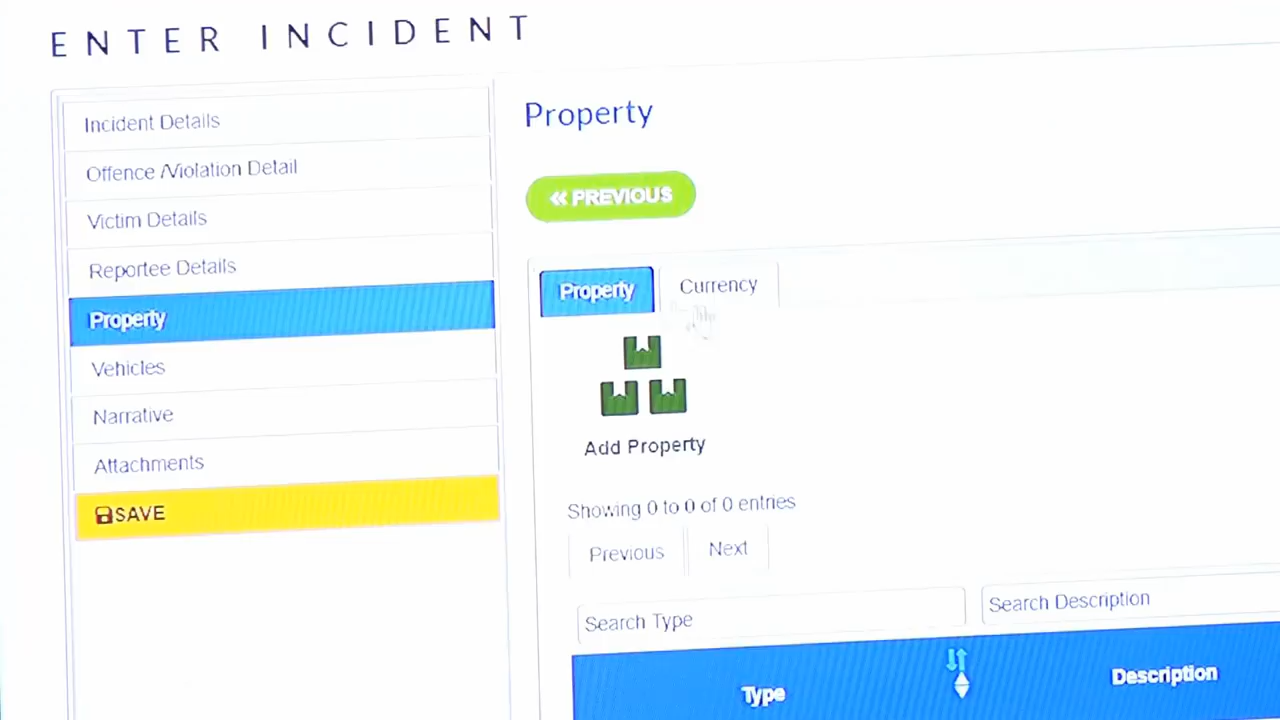 ENTER INCIDENT
Incident Details
Offence /Violation Detail
Victim Details
Reportee Details
Property
Vehicles
Narrative
Attachments
SAVE
Property
« PREVIOUS
Property
Currency
Add Property
Showing 0 to 0 of 0 entries
Previous
Next
Search Type
Search Description
Type
Description